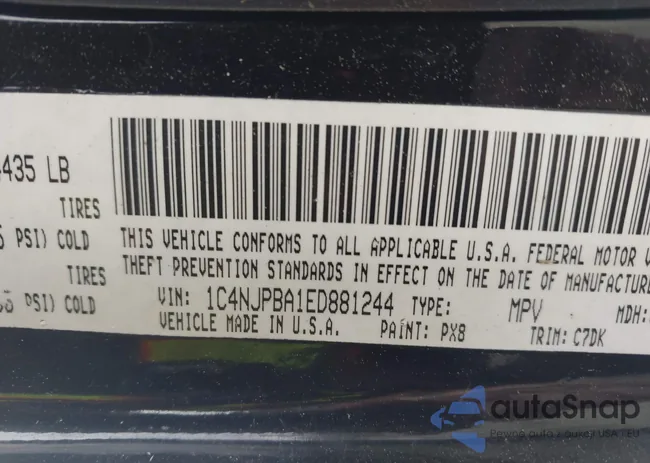 435 LB
TIRES
PSI) COLD
TIRES
PSI) COLD
THIS VEHICLE CONFORMS TO ALL APPLICABLE U.S.A. FEDERAL MOTOR
THEFT PREVENTION STANDARDS IN EFFECT ON THE DATE OF MANUFACTURE
VIN: 1C4NJPBA1ED881244 TYPE: MPV MDH:
VEHICLE MADE IN U.S.A. PAINT: PX8 TRIM: C7DK
autoSnap